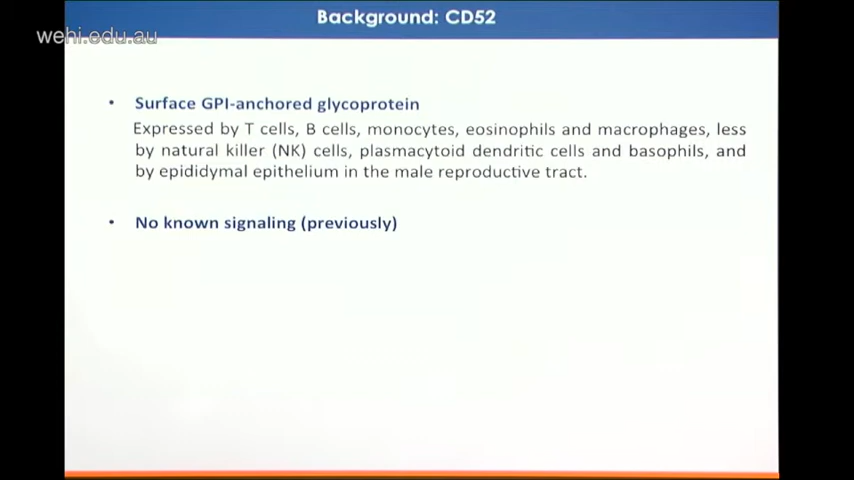 Background: CD52
wehi.edu.au
• Surface GPI-anchored glycoprotein
Expressed by T cells, B cells, monocytes, eosinophils and macrophages, less
by natural killer (NK) cells, plasmacytoid dendritic cells and basophils, and
by epididymal epithelium in the male reproductive tract.
• No known signaling (previously)